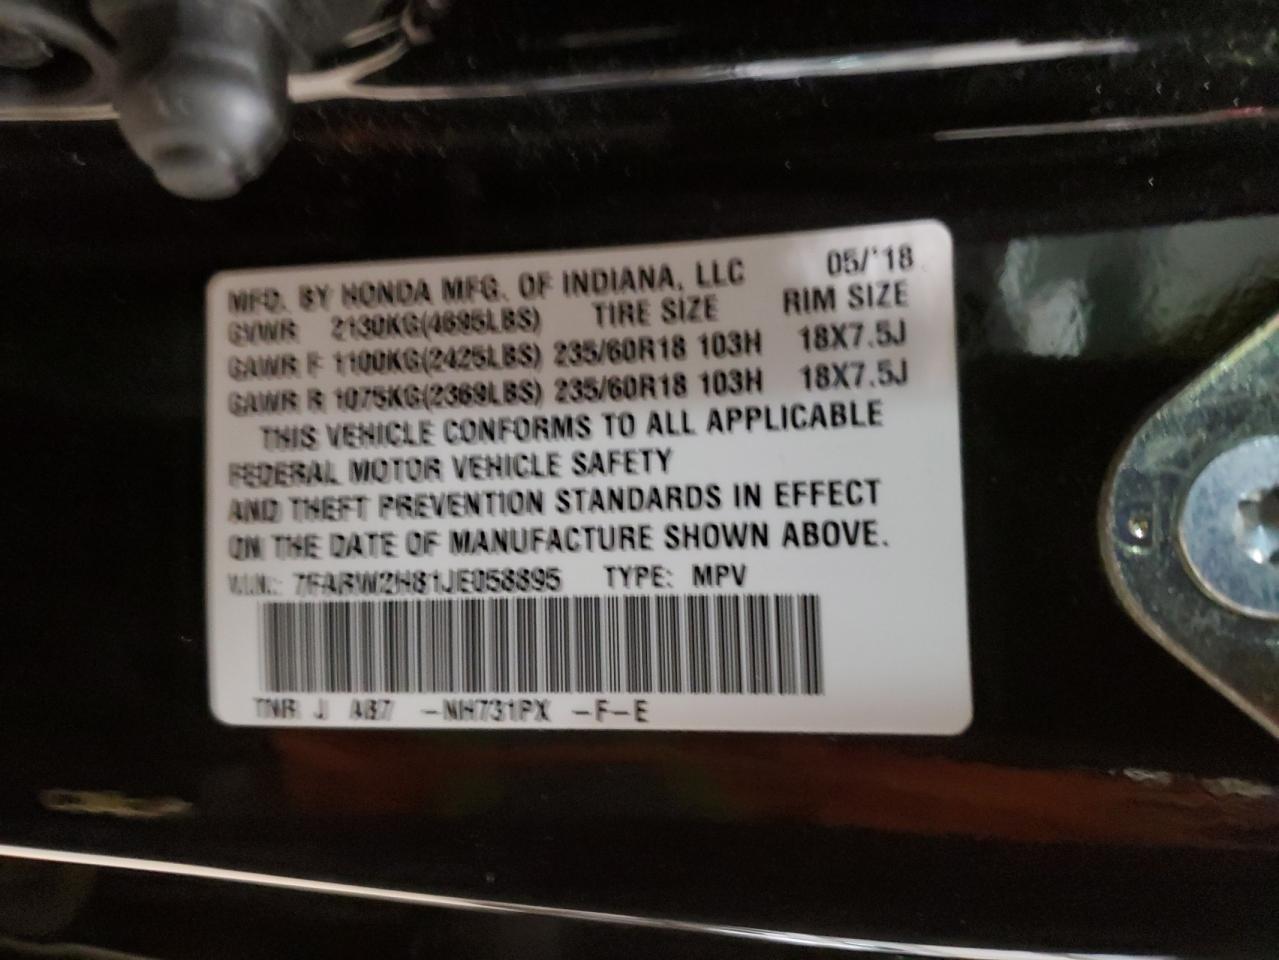 MFD. BY HONDA MFG. OF INDIANA, LLC 05/'18
GVWR 2130KG(4695LBS) TIRE SIZE RIM SIZE
GAWR F 1100KG(2425LBS) 235/60R18 103H 18X7.5J
GAWR R 1075KG(2369LBS) 235/60R18 103H 18X7.5J
THIS VEHICLE CONFORMS TO ALL APPLICABLE
FEDERAL MOTOR VEHICLE SAFETY
AND THEFT PREVENTION STANDARDS IN EFFECT
ON THE DATE OF MANUFACTURE SHOWN ABOVE.
V.I.N.: 7FARW2H81JE058895 TYPE: MPV
TNR J A87 -NH731PX -F-E